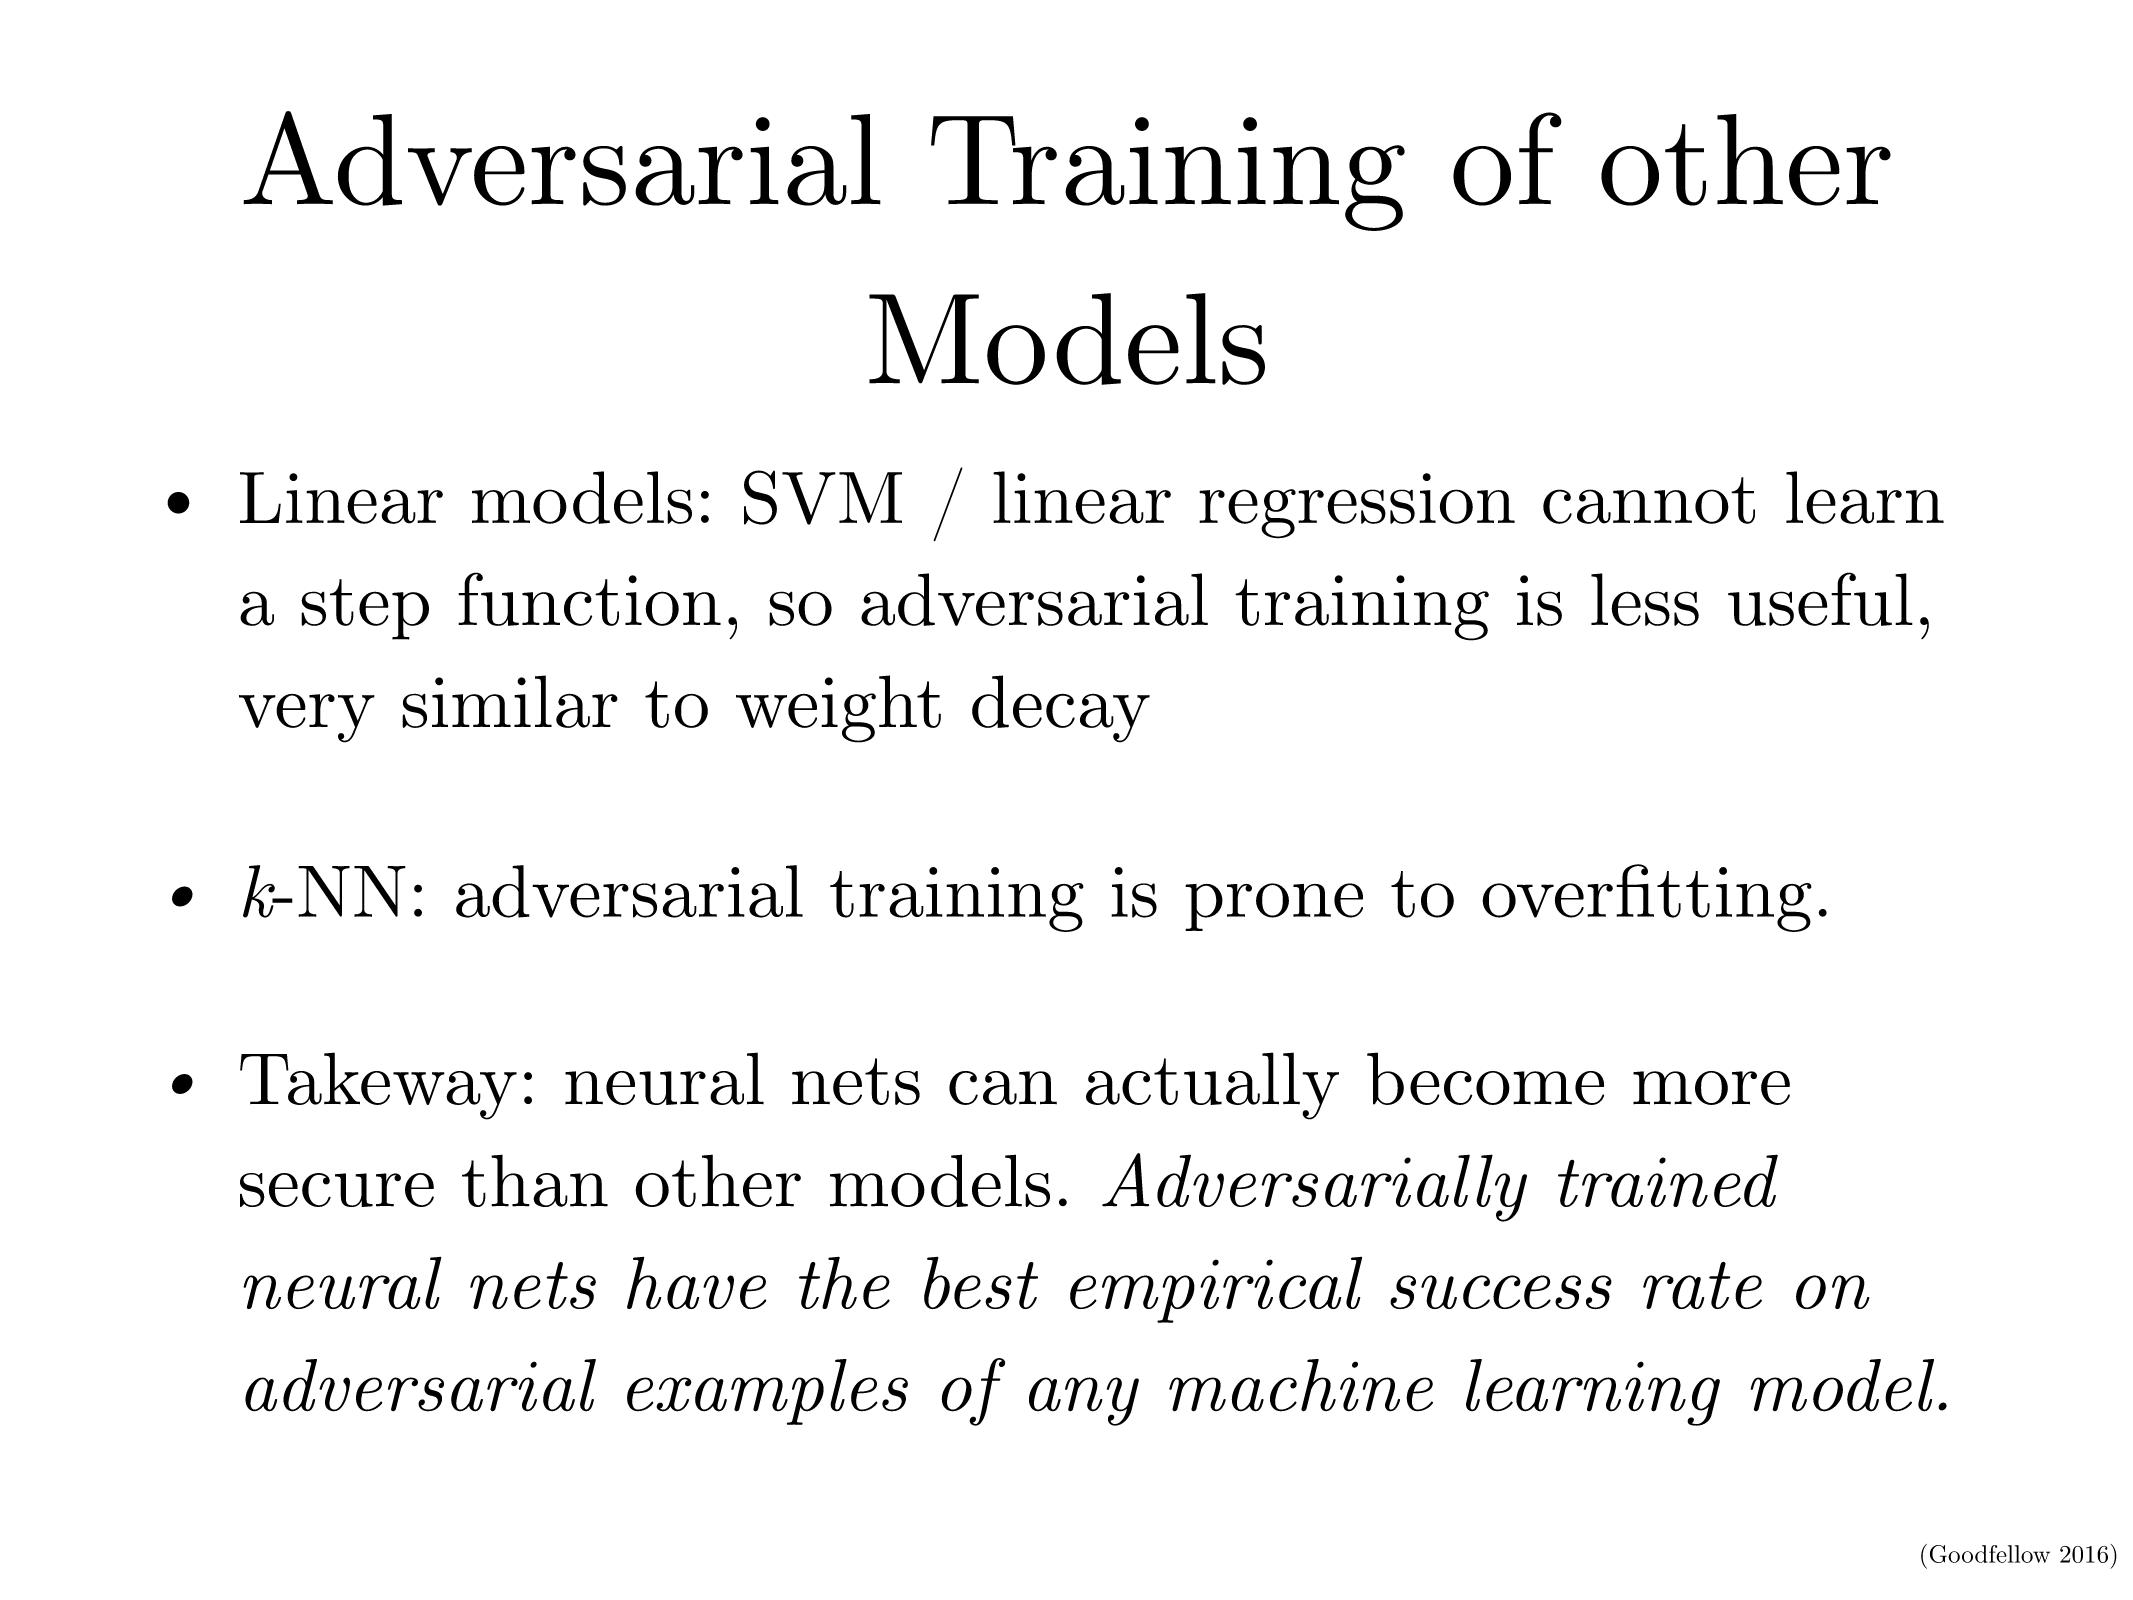 Adversarial Training of other
Models
• Linear models: SVM / linear regression cannot learn
a step function, so adversarial training is less useful,
very similar to weight decay
• k-NN: adversarial training is prone to overfitting.
• Takeway: neural nets can actually become more
secure than other models. Adversarially trained
neural nets have the best empirical success rate on
adversarial examples of any machine learning model.
(Goodfellow 2016)